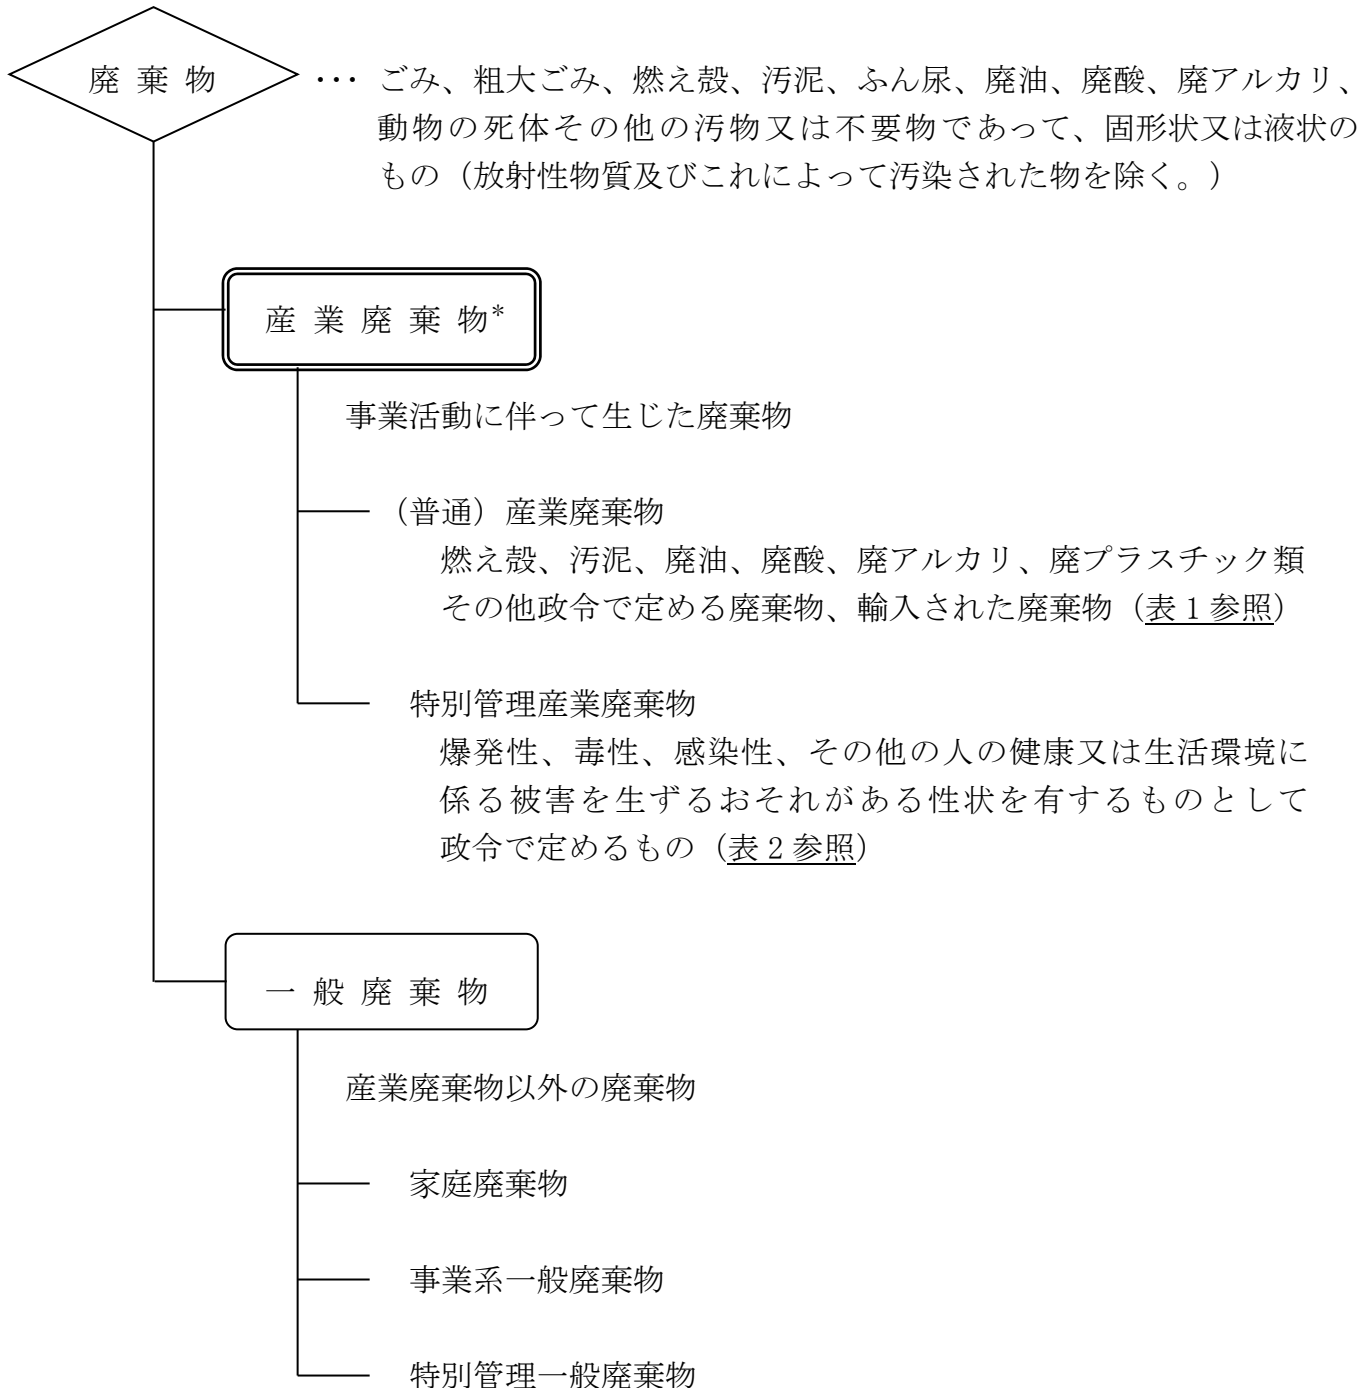 廃棄物 ･･･ ごみ、粗大ごみ、燃え殻、汚泥、ふん尿、廃油、廃酸、廃アルカリ、
動物の死体その他の汚物又は不要物であって、固形状又は液状の
もの（放射性物質及びこれによって汚染された物を除く。）
産業廃棄物*
事業活動に伴って生じた廃棄物
（普通）産業廃棄物
燃え殻、汚泥、廃油、廃酸、廃アルカリ、廃プラスチック類
その他政令で定める廃棄物、輸入された廃棄物（表1参照）
特別管理産業廃棄物
爆発性、毒性、感染性、その他の人の健康又は生活環境に
係る被害を生ずるおそれがある性状を有するものとして
政令で定めるもの（表2参照）
一般廃棄物
産業廃棄物以外の廃棄物
家庭廃棄物
事業系一般廃棄物
特別管理一般廃棄物